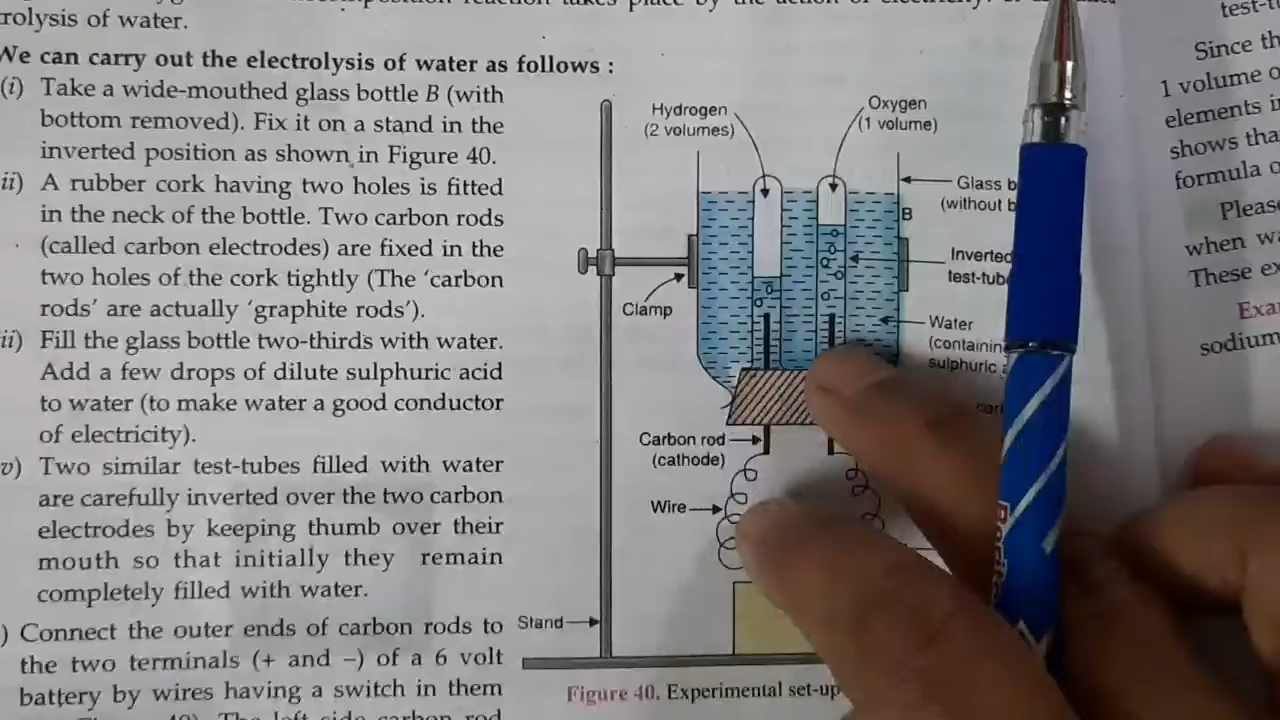 rolysis of water.
We can carry out the electrolysis of water as follows :
(i) Take a wide-mouthed glass bottle B (with
bottom removed). Fix it on a stand in the
inverted position as shown in Figure 40.
ii) A rubber cork having two holes is fitted
in the neck of the bottle. Two carbon rods
(called carbon electrodes) are fixed in the
two holes of the cork tightly (The 'carbon
rods' are actually 'graphite rods').
ii) Fill the glass bottle two-thirds with water.
Add a few drops of dilute sulphuric acid
to water (to make water a good conductor
of electricity).
v) Two similar test-tubes filled with water
are carefully inverted over the two carbon
electrodes by keeping thumb over their
mouth so that initially they remain
completely filled with water.
) Connect the outer ends of carbon rods to
the two terminals (+ and −) of a 6 volt
battery by wires having a switch in them
Hydrogen
(2 volumes)
Oxygen
(1 volume)
Glass b
(without b
B
Inverted
test-tub
Clamp
Water
(containin
sulphuric
Carbon rod
(cathode)
Wire
Stand
Figure 40. Experimental set-up
test-t
Since th
1 volume o
elements i
shows tha
formula o
Pleas
when wa
These ex
Exa
sodium